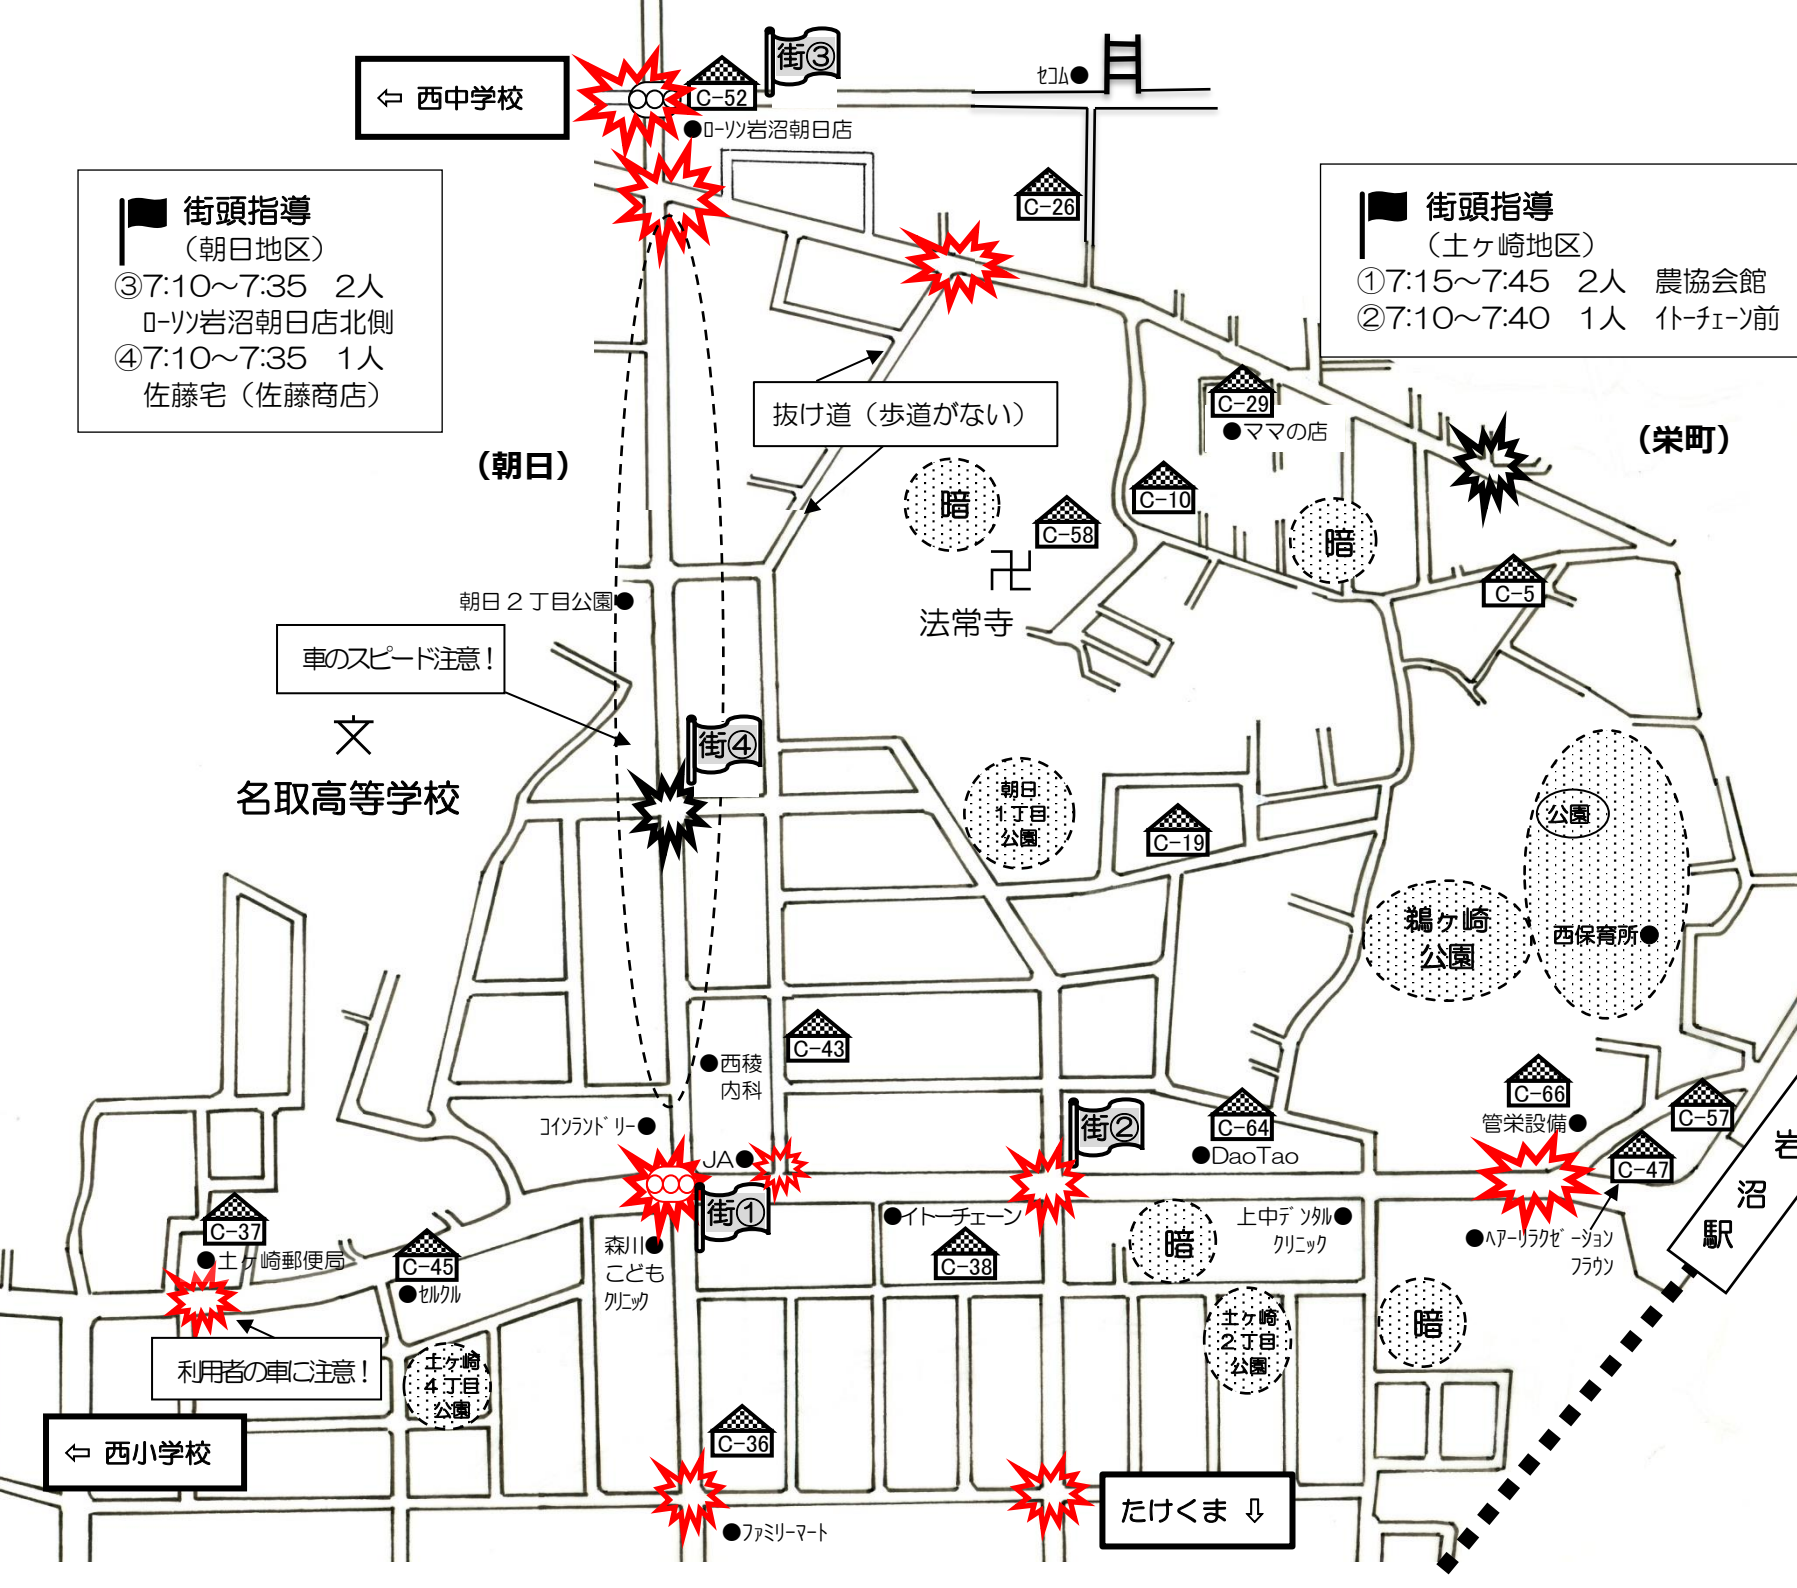 ← 西中学校
C-52
街③
ｾｺﾑ●
●ﾛｰｿﾝ岩沼朝日店
街頭指導
（朝日地区）
③7:10～7:35　2人
ﾛｰｿﾝ岩沼朝日店北側
④7:10～7:35　1人
佐藤宅（佐藤商店）
C-26
街頭指導
（土ヶ崎地区）
①7:15～7:45　2人　農協会館
②7:10～7:40　1人　ｲﾄｰﾁｪｰﾝ前
抜け道（歩道がない）
C-29
●ママの店
（朝日）
（栄町）
暗
C-10
C-58
暗
卍
法常寺
C-5
朝日２丁目公園●
車のスピード注意！
文
名取高等学校
街④
朝日
１丁目
公園
C-19
公園
鵜ヶ崎
公園
西保育所●
C-43
●西稜
内科
ｺｲﾝﾗﾝﾄﾞﾘｰ●
JA●
街②
C-64
●DaoTao
C-66
管栄設備●
C-57
C-47
岩
沼
駅
街①
C-37
●土ヶ崎郵便局
C-45
●ｾﾙｸﾙ
森川●
こども
ｸﾘﾆｯｸ
●イトーチェーン
C-38
暗
上中ﾃﾞﾝﾀﾙ●
ｸﾘﾆｯｸ
●ﾍｱｰﾘﾗｸｾﾞｰｼｮﾝ
ﾌﾗｳﾝ
利用者の車に注意！
土ヶ崎
４丁目
公園
土ヶ崎
２丁目
公園
暗
← 西小学校
C-36
●ﾌｧﾐﾘｰﾏｰﾄ
たけくま ⇩